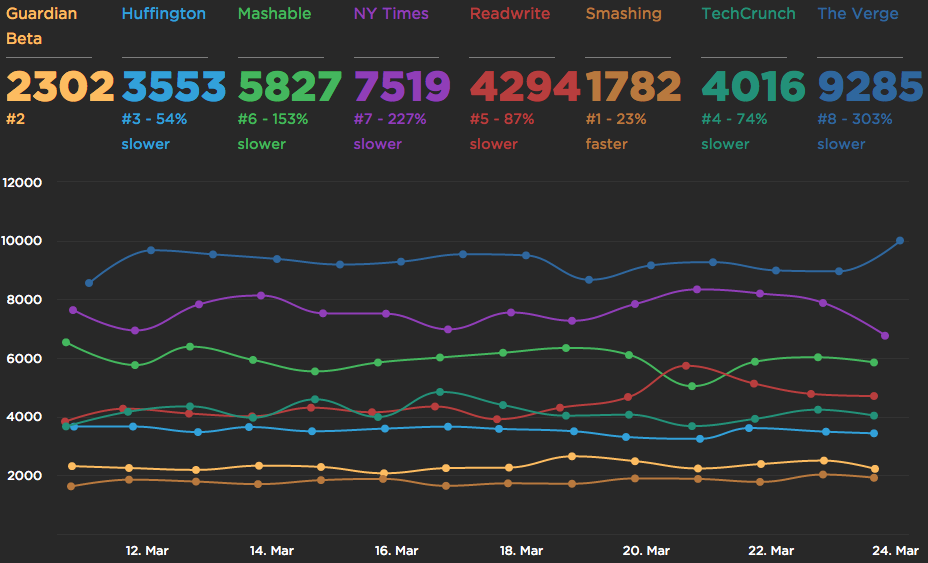 Guardian Beta
2302
#2
Huffington
3553
#3 - 54% slower
Mashable
5827
#6 - 153% slower
NY Times
7519
#7 - 227% slower
Readwrite
4294
#5 - 87% slower
Smashing
1782
#1 - 23% faster
TechCrunch
4016
#4 - 74% slower
The Verge
9285
#8 - 303% slower
12000
10000
8000
6000
4000
2000
12. Mar
14. Mar
16. Mar
18. Mar
20. Mar
22. Mar
24. Mar